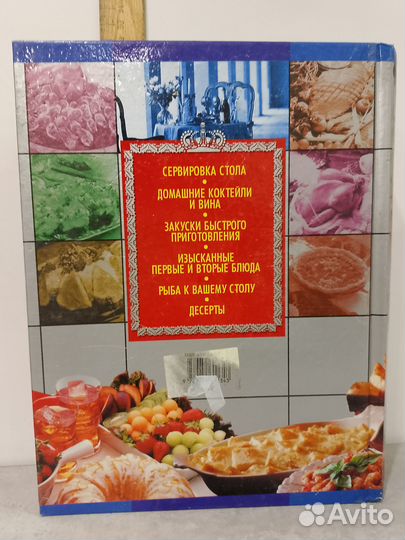 СЕРВИРОВКА СТОЛА
•
ДОМАШНИЕ КОКТЕЙЛИ
И ВИНА
•
ЗАКУСКИ БЫСТРОГО
ПРИГОТОВЛЕНИЯ
•
ИЗЫСКАННЫЕ
ПЕРВЫЕ И ВТОРЫЕ БЛЮДА
•
РЫБА К ВАШЕМУ СТОЛУ
•
ДЕСЕРТЫ
Avito